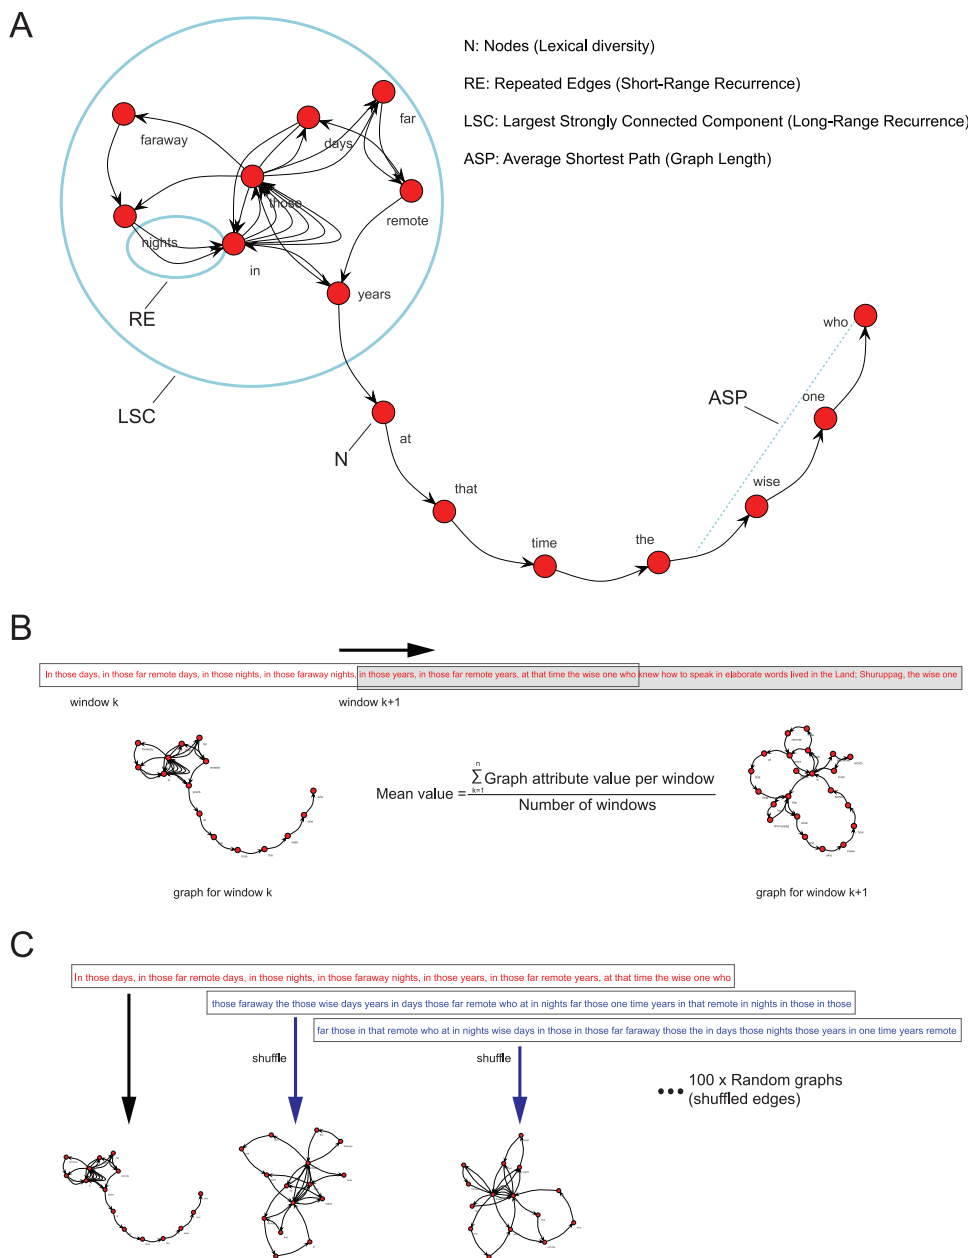 A
N: Nodes (Lexical diversity)
RE: Repeated Edges (Short-Range Recurrence)
LSC: Largest Strongly Connected Component (Long-Range Recurrence)
ASP: Average Shortest Path (Graph Length)
far
faraway
days
those
remote
nights
in
years
RE
LSC
N
at
that
time
the
wise
one
who
ASP
B
In those days, in those far remote days, in those nights, in those faraway nights, in those years, in those far remote years, at that time the wise one who knew how to speak in elaborate words lived in the Land; Shuruppag, the wise one
window k
window k+1
Mean value =
n
∑ Graph attribute value per window
k=1
Number of windows
graph for window k
graph for window k+1
C
In those days, in those far remote days, in those nights, in those faraway nights, in those years, in those far remote years, at that time the wise one who
those faraway the those wise days years in days those far remote who at in nights far those one time years in that remote in nights in those in those
far those in that remote who at in nights wise days in those in those far faraway those the in days those nights those years in one time years remote
shuffle
shuffle
••• 100 x Random graphs
(shuffled edges)